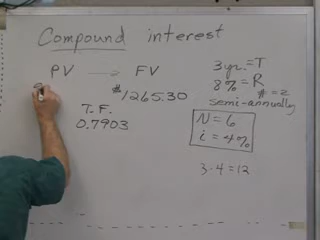 Compound interest
PV → FV
$1265.30
T.F.
0.7903
3 yr. = T
8% = R
# = 2
semi-annually
N = 6
i = 4%
3·4=12